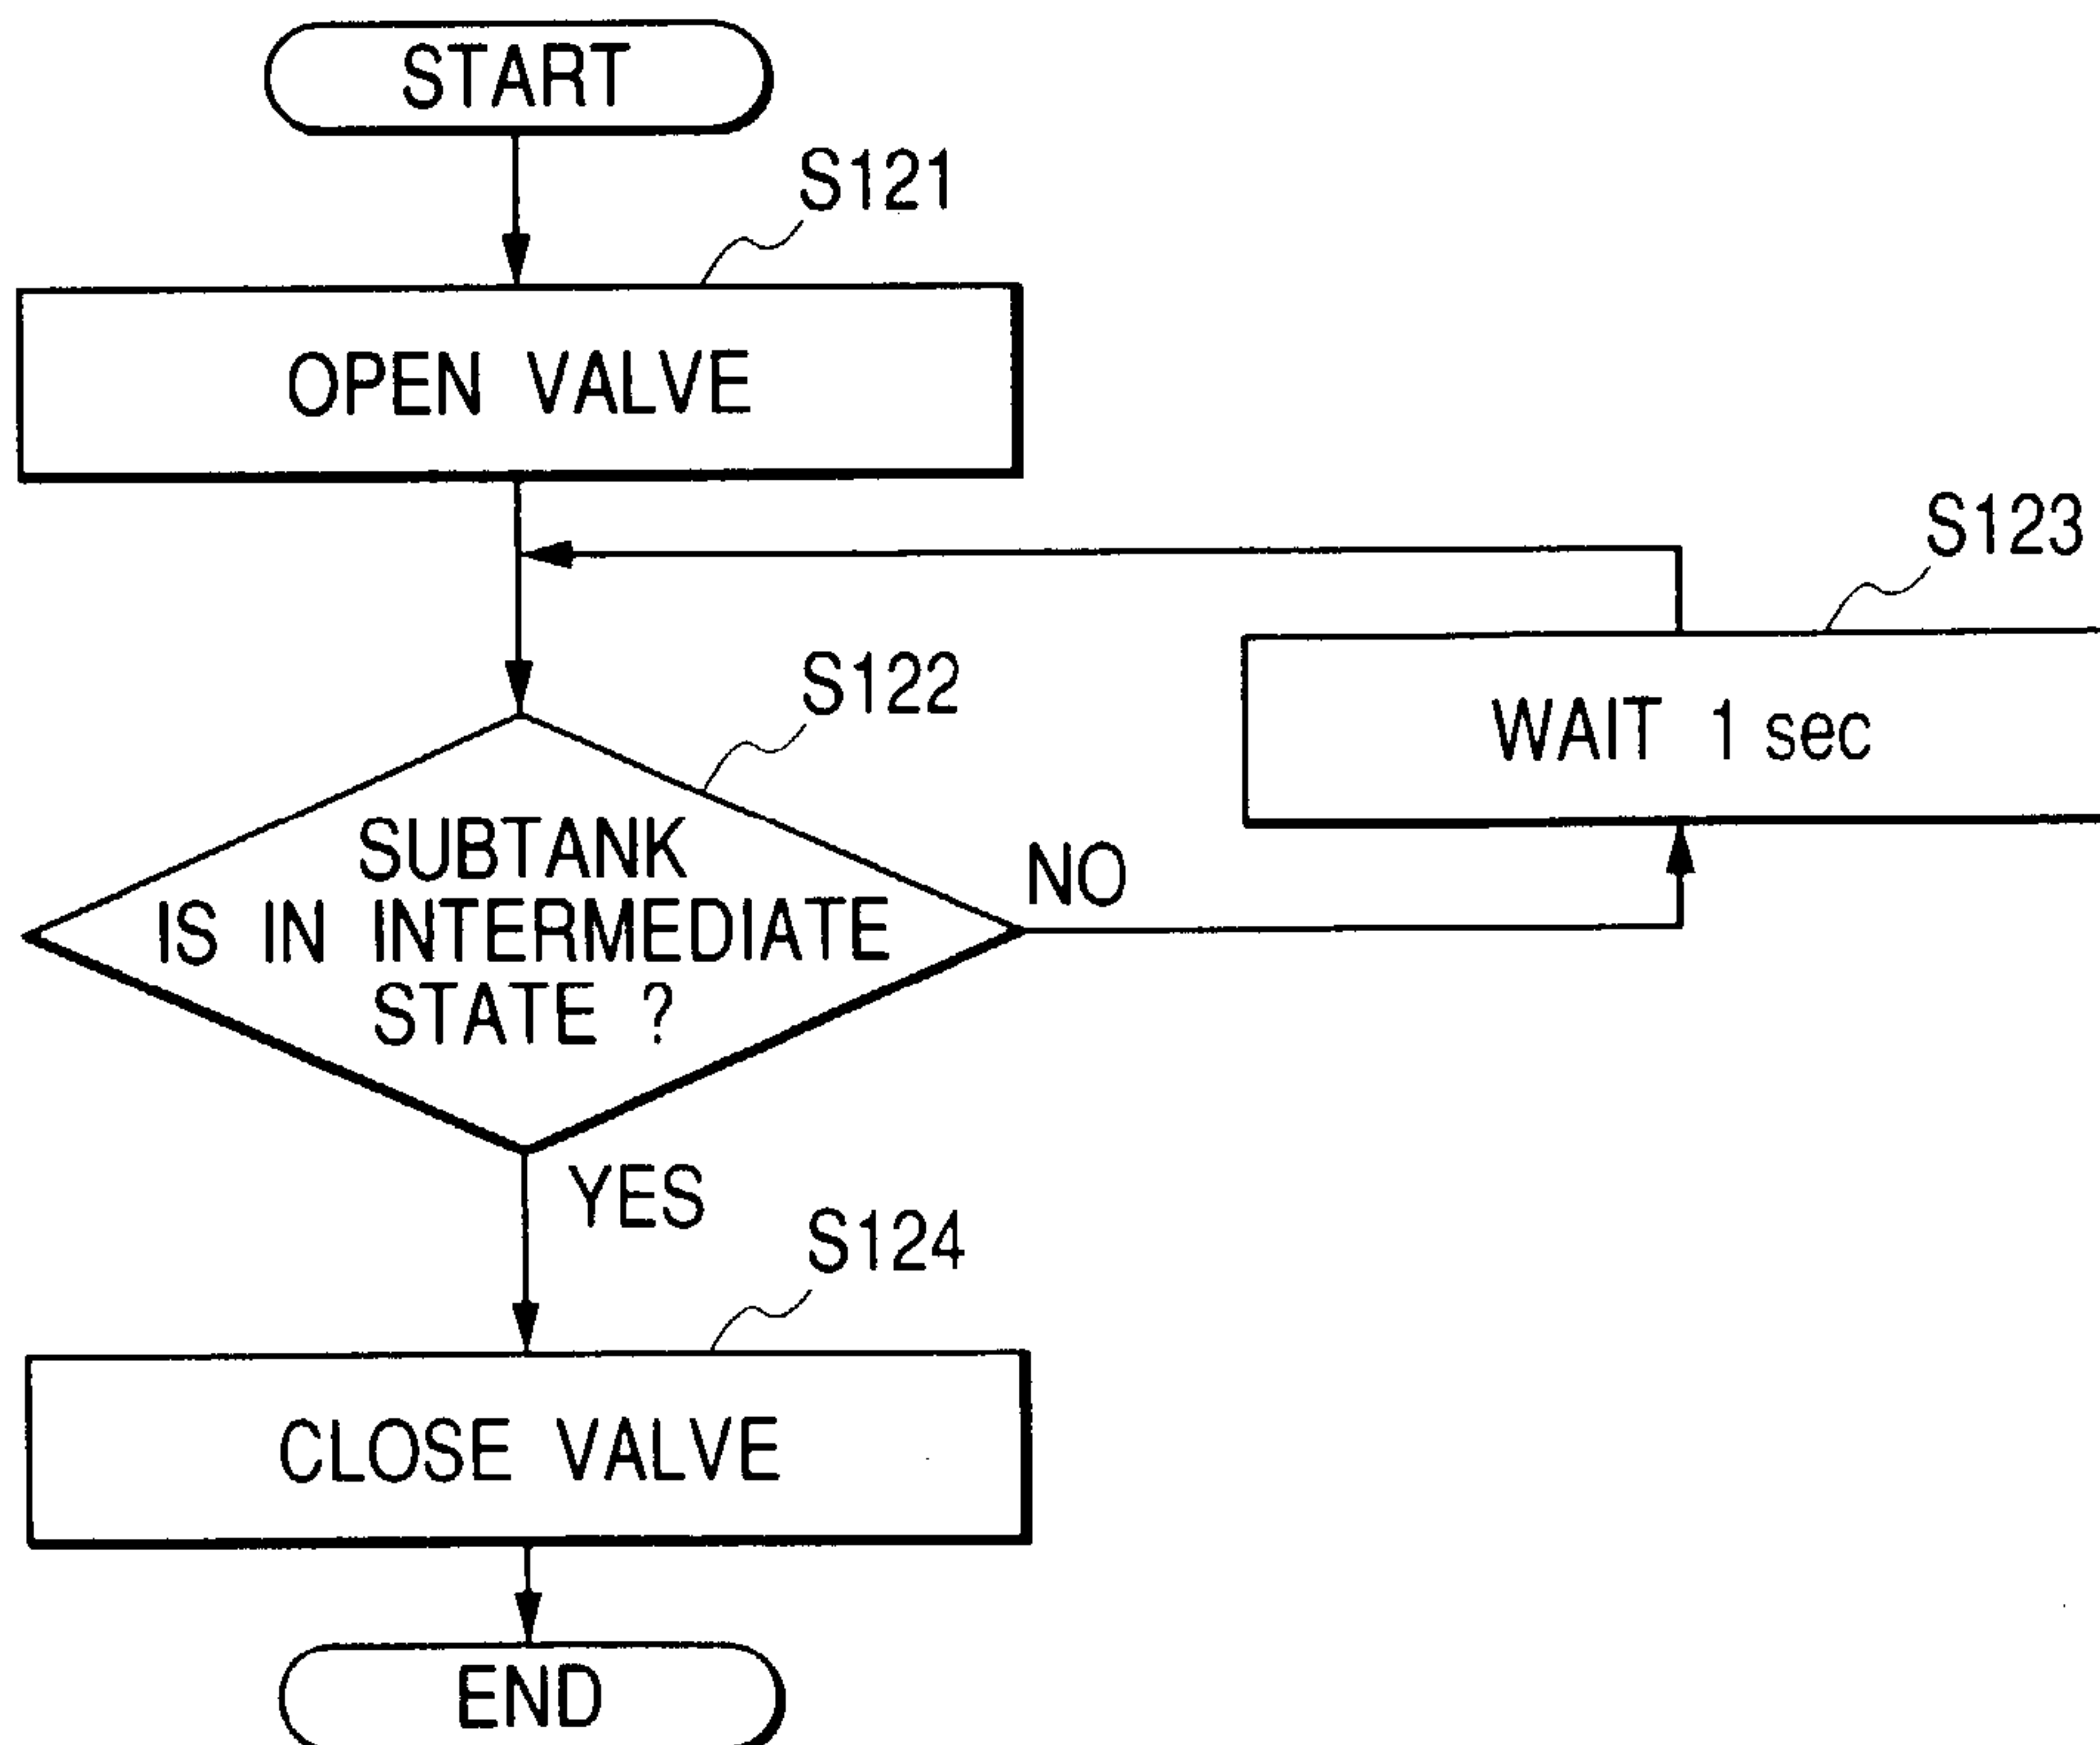 START
S121
OPEN VALVE
S123
WAIT 1 sec
S122
SUBTANK
IS IN INTERMEDIATE
STATE ?
NO
YES
S124
CLOSE VALVE
END